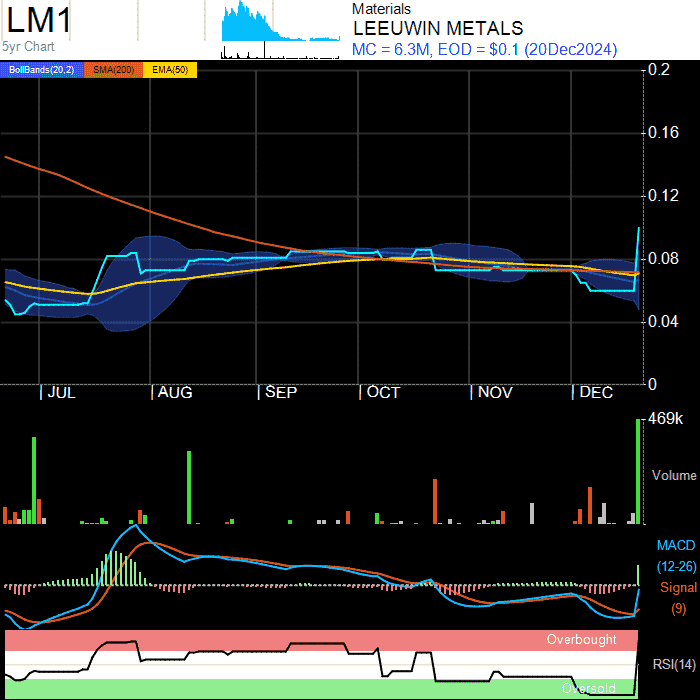 LM1
5yr Chart
Materials
LEEUWIN METALS
MC = 6.3M, EOD = $0.1 (20Dec2024)
BollBands(20,2) SMA(200) EMA(50)
0.2
0.16
0.12
0.08
0.04
0
JUL AUG SEP OCT NOV DEC
469k
Volume
MACD
(12-26)
Signal
(9)
Overbought
RSI(14)
Oversold